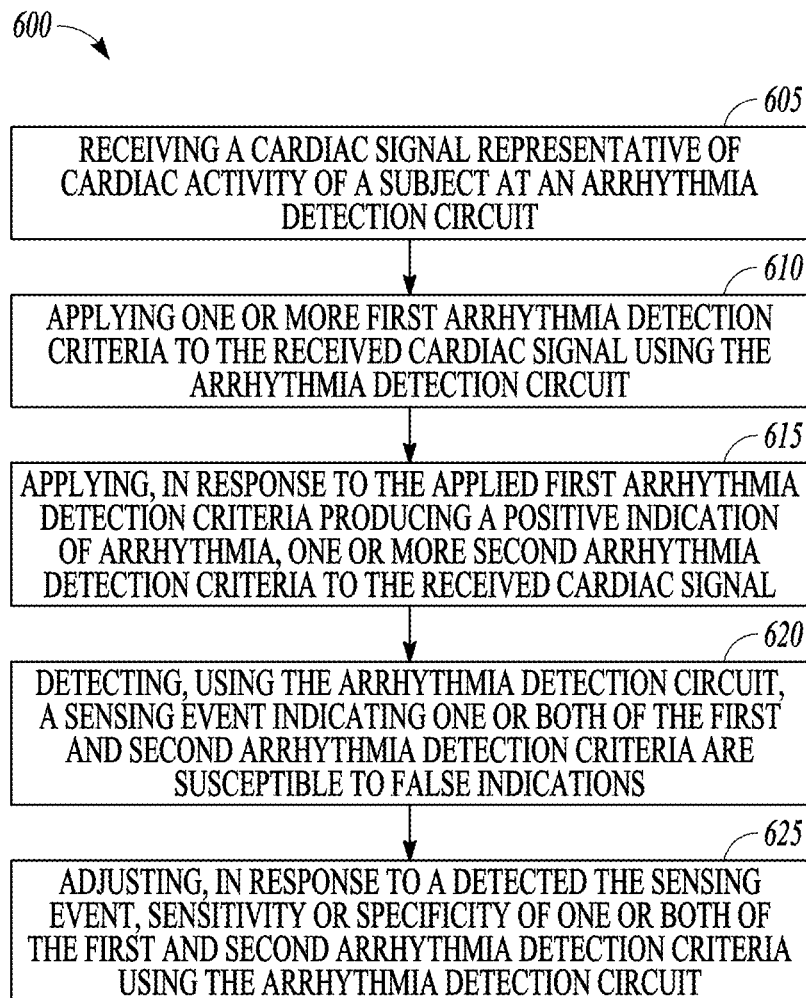 600
605
RECEIVING A CARDIAC SIGNAL REPRESENTATIVE OF
CARDIAC ACTIVITY OF A SUBJECT AT AN ARRHYTHMIA
DETECTION CIRCUIT
610
APPLYING ONE OR MORE FIRST ARRHYTHMIA DETECTION
CRITERIA TO THE RECEIVED CARDIAC SIGNAL USING THE
ARRHYTHMIA DETECTION CIRCUIT
615
APPLYING, IN RESPONSE TO THE APPLIED FIRST ARRHYTHMIA
DETECTION CRITERIA PRODUCING A POSITIVE INDICATION
OF ARRHYTHMIA, ONE OR MORE SECOND ARRHYTHMIA
DETECTION CRITERIA TO THE RECEIVED CARDIAC SIGNAL
620
DETECTING, USING THE ARRHYTHMIA DETECTION CIRCUIT,
A SENSING EVENT INDICATING ONE OR BOTH OF THE FIRST
AND SECOND ARRHYTHMIA DETECTION CRITERIA ARE
SUSCEPTIBLE TO FALSE INDICATIONS
625
ADJUSTING, IN RESPONSE TO A DETECTED THE SENSING
EVENT, SENSITIVITY OR SPECIFICITY OF ONE OR BOTH OF
THE FIRST AND SECOND ARRHYTHMIA DETECTION CRITERIA
USING THE ARRHYTHMIA DETECTION CIRCUIT